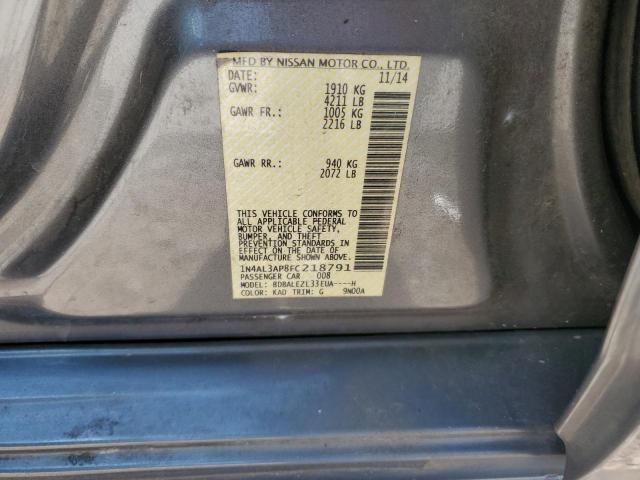 MFD BY NISSAN MOTOR CO., LTD.
DATE: 11/14
GVWR: 1910 KG
4211 LB
GAWR FR.: 1005 KG
2216 LB
GAWR RR.: 940 KG
2072 LB
THIS VEHICLE CONFORMS TO
ALL APPLICABLE FEDERAL
MOTOR VEHICLE SAFETY,
BUMPER, AND THEFT
PREVENTION STANDARDS IN
EFFECT ON THE DATE OF
MANUFACTURE SHOWN ABOVE.
1N4AL3AP8FC218791
PASSENGER CAR 008
MODEL: BDBALEZL33EUA----H
COLOR: KAD TRIM: G 9N00A